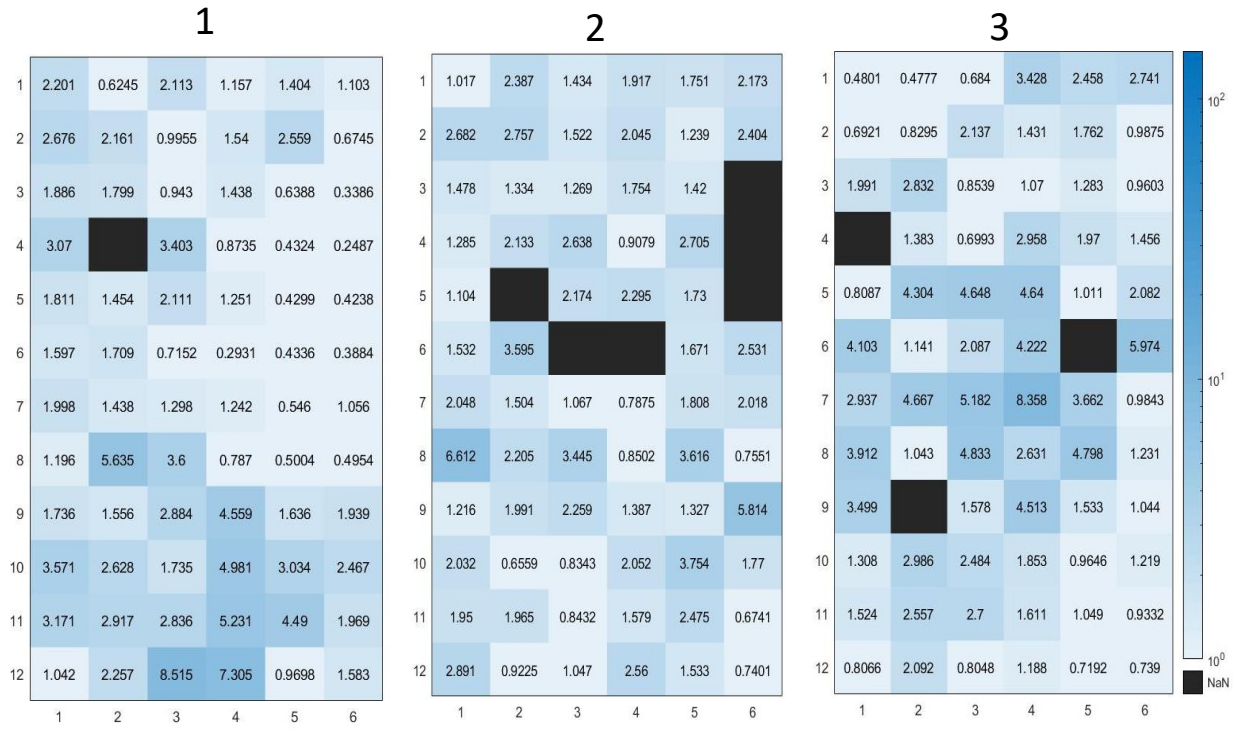 1 2 3
1 2.201 0.6245 2.113 1.157 1.404 1.103
2 2.676 2.161 0.9955 1.54 2.559 0.6745
3 1.886 1.799 0.943 1.438 0.6388 0.3386
4 3.07 3.403 0.8735 0.4324 0.2487
5 1.811 1.454 2.111 1.251 0.4299 0.4238
6 1.597 1.709 0.7152 0.2931 0.4336 0.3884
7 1.998 1.438 1.298 1.242 0.546 1.056
8 1.196 5.635 3.6 0.787 0.5004 0.4954
9 1.736 1.556 2.884 4.559 1.636 1.939
10 3.571 2.628 1.735 4.981 3.034 2.467
11 3.171 2.917 2.836 5.231 4.49 1.969
12 1.042 2.257 8.515 7.305 0.9698 1.583
1 2 3 4 5 6
1 1.017 2.387 1.434 1.917 1.751 2.173
2 2.682 2.757 1.522 2.045 1.239 2.404
3 1.478 1.334 1.269 1.754 1.42
4 1.285 2.133 2.638 0.9079 2.705
5 1.104 2.174 2.295 1.73
6 1.532 3.595 1.671 2.531
7 2.048 1.504 1.067 0.7875 1.808 2.018
8 6.612 2.205 3.445 0.8502 3.616 0.7551
9 1.216 1.991 2.259 1.387 1.327 5.814
10 2.032 0.6559 0.8343 2.052 3.754 1.77
11 1.95 1.965 0.8432 1.579 2.475 0.6741
12 2.891 0.9225 1.047 2.56 1.533 0.7401
1 2 3 4 5 6
1 0.4801 0.4777 0.684 3.428 2.458 2.741
2 0.6921 0.8295 2.137 1.431 1.762 0.9875
3 1.991 2.832 0.8539 1.07 1.283 0.9603
4 1.383 0.6993 2.958 1.97 1.456
5 0.8087 4.304 4.648 4.64 1.011 2.082
6 4.103 1.141 2.087 4.222 5.974
7 2.937 4.667 5.182 8.358 3.662 0.9843
8 3.912 1.043 4.833 2.631 4.798 1.231
9 3.499 1.578 4.513 1.533 1.044
10 1.308 2.986 2.484 1.853 0.9646 1.219
11 1.524 2.557 2.7 1.611 1.049 0.9332
12 0.8066 2.092 0.8048 1.188 0.7192 0.739
1 2 3 4 5 6
10²
10¹
10⁰
NaN